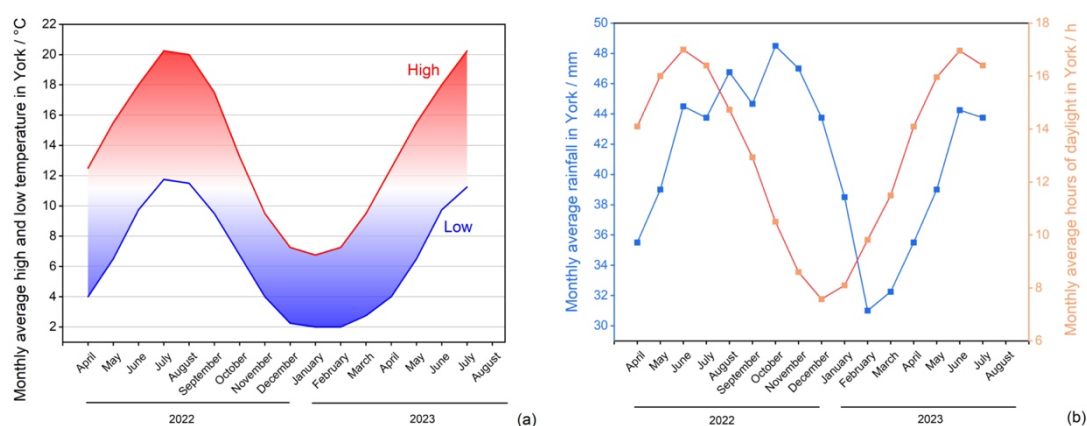 Monthly average high and low temperature in York / °C
22
20
18
16
14
12
10
8
6
4
2
High
Low
April
May
June
July
August
September
October
November
December
January
February
March
April
May
June
July
August
2022
2023
(a)
Monthly average rainfall in York / mm
50
48
46
44
42
40
38
36
34
32
30
April
May
June
July
August
September
October
November
December
January
February
March
April
May
June
July
August
2022
2023
18
16
14
12
10
8
6
Monthly average hours of daylight in York / h
(b)